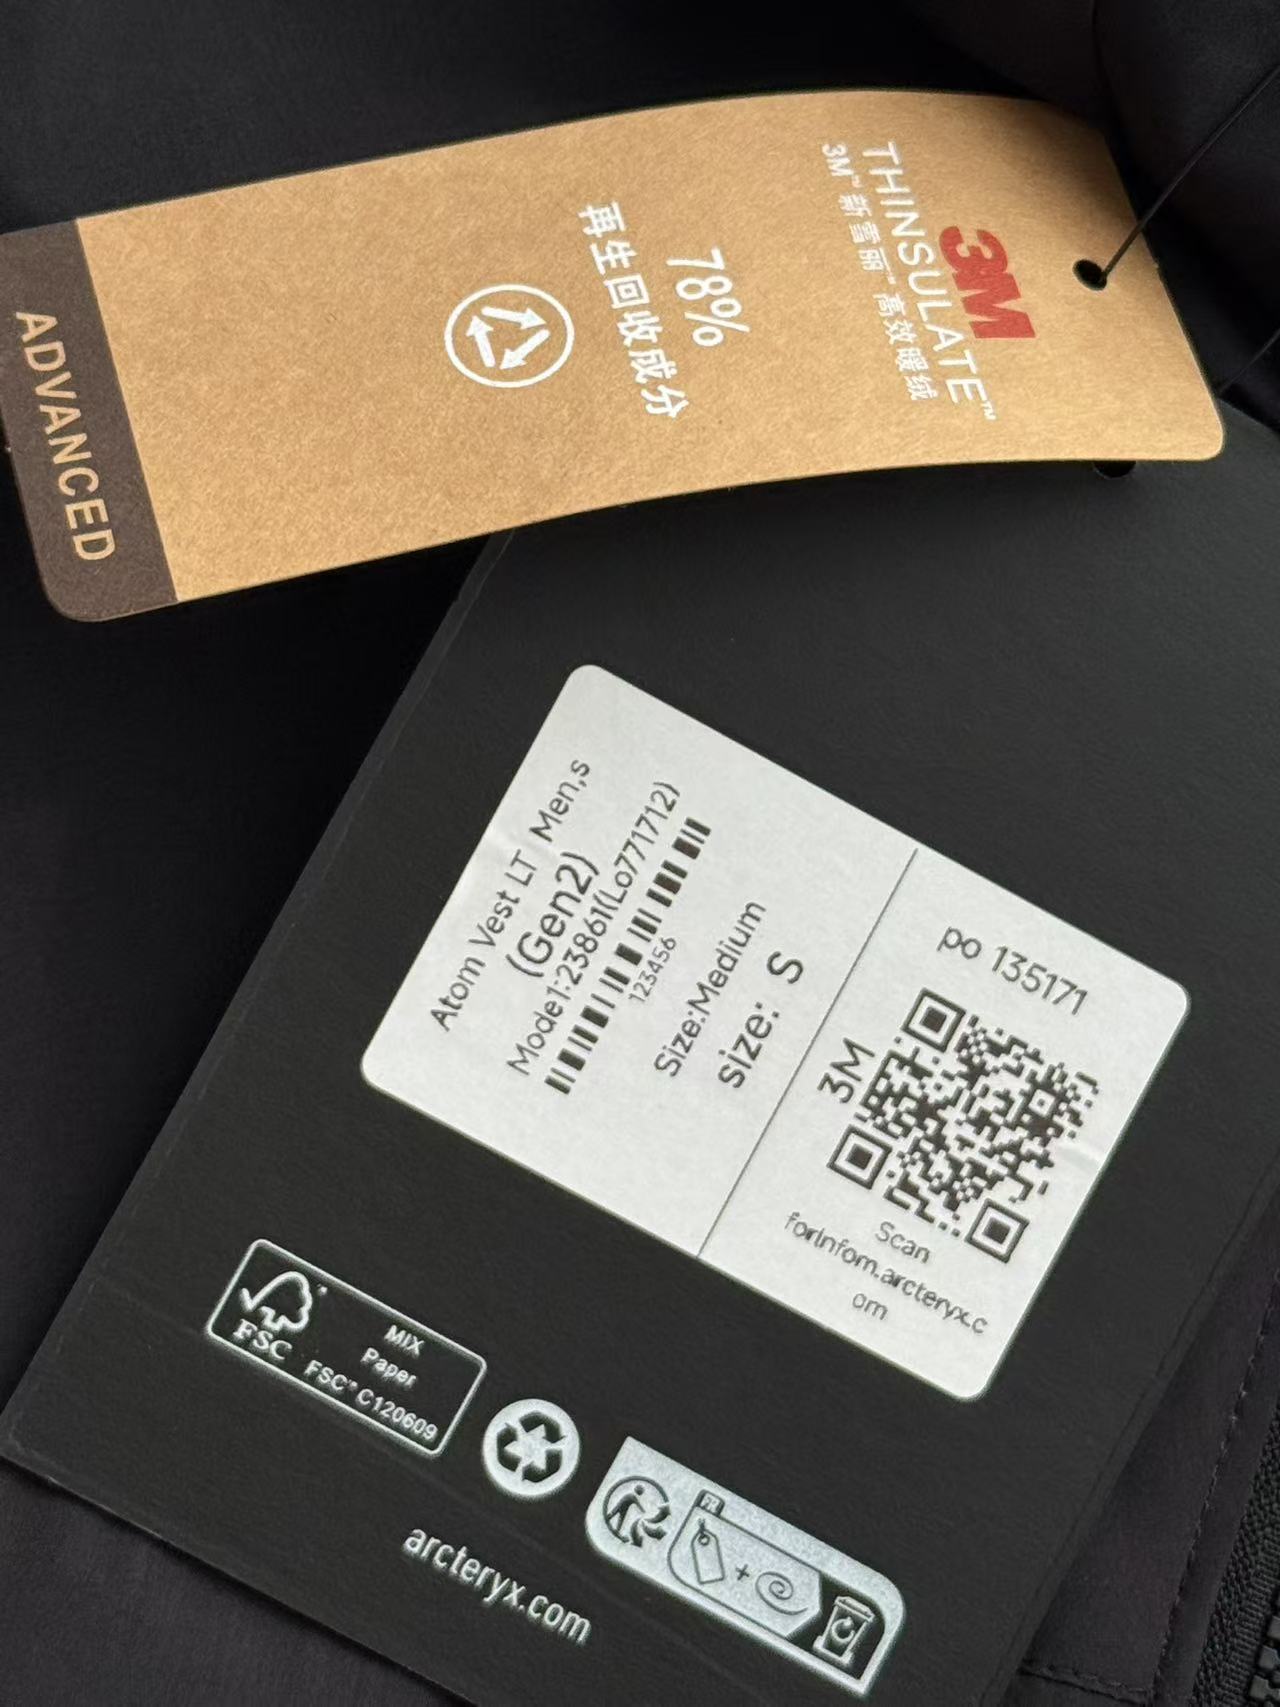 3M
THINSULATE™
3M™新雪丽™高效暖绒
78%
再生回收成分
ADVANCED
Atom Vest LT Men,s
(Gen2)
Mode1:23861(Lo771712)
123456
Size:Medium
size: S
po 135171
3M
Scan
forInfom.arcteryx.c
om
FSC
MIX
Paper
FSC™ C120609
arcteryx.com